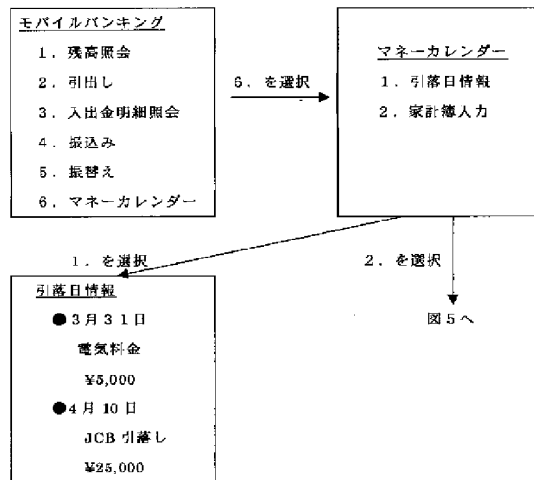 モバイルバンキング
1．残高照会
2．引出し
3．入出金明細照会
4．振込み
5．振替え
6．マネーカレンダー
6．を選択
マネーカレンダー
1．引落日情報
2．家計簿入力
1．を選択
2．を選択
引落日情報
●3月31日
電気料金
¥5,000
●4月10日
JCB 引落し
¥25,000
図5へ